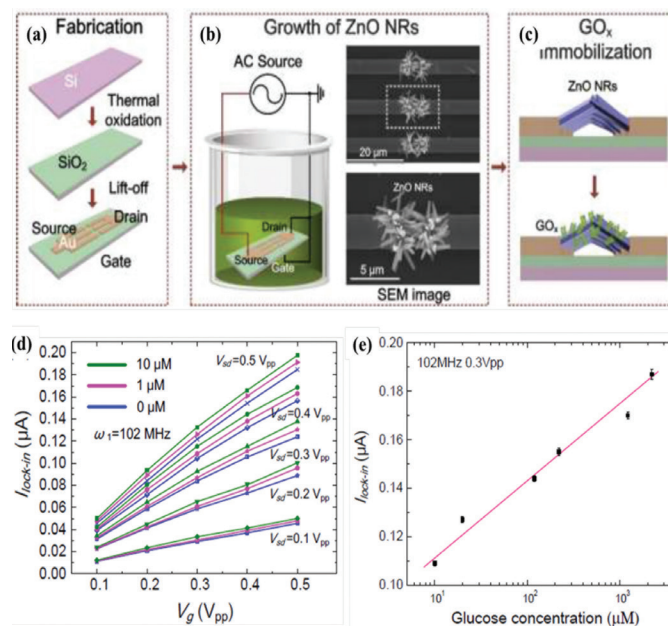 (a) Fabrication
Si
Thermal
oxidation
SiO₂
Lift-off
Source
Drain
Au
Gate
(b) Growth of ZnO NRs
AC Source
Drain
Gate
Source
20 μm
ZnO NRs
5 μm
SEM image
(c) GOₓ
immobilization
ZnO NRs
GOₓ
(d)
10 μM
1 μM
0 μM
ω₁=102 MHz
Vsd=0.5 Vpp
Vsd=0.4 Vpp
Vsd=0.3 Vpp
Vsd=0.2 Vpp
Vsd=0.1 Vpp
Ilock-in (μA)
0.20
0.18
0.16
0.14
0.12
0.10
0.08
0.06
0.04
0.02
0.00
0.1 0.2 0.3 0.4 0.5
Vg (Vpp)
(e)
102MHz 0.3Vpp
Ilock-in (μA)
0.20
0.18
0.16
0.14
0.12
0.10
10¹ 10² 10³
Glucose concentration (μM)